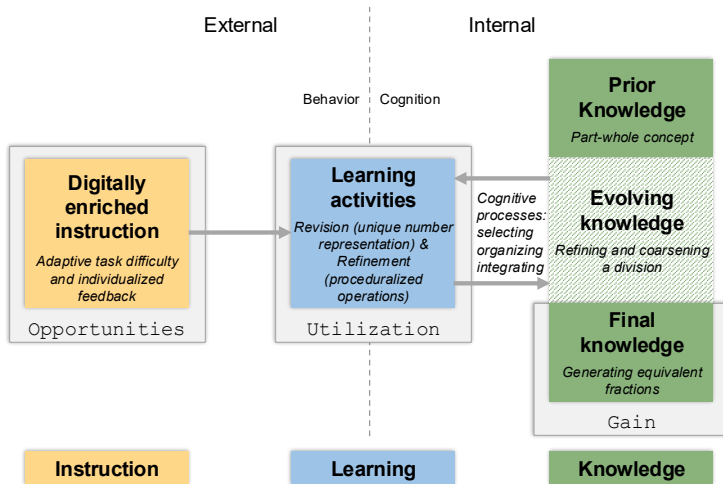 External
Internal
Behavior
Cognition
Prior
Knowledge
Part-whole concept
Digitally
enriched
instruction
Adaptive task difficulty
and individualized
feedback
Opportunities
Learning
activities
Revision (unique number
representation) &
Refinement
(proceduralized
operations)
Utilization
Cognitive
processes:
selecting
organizing
integrating
Evolving
knowledge
Refining and coarsening
a division
Final
knowledge
Generating equivalent
fractions
Gain
Instruction
Learning
Knowledge